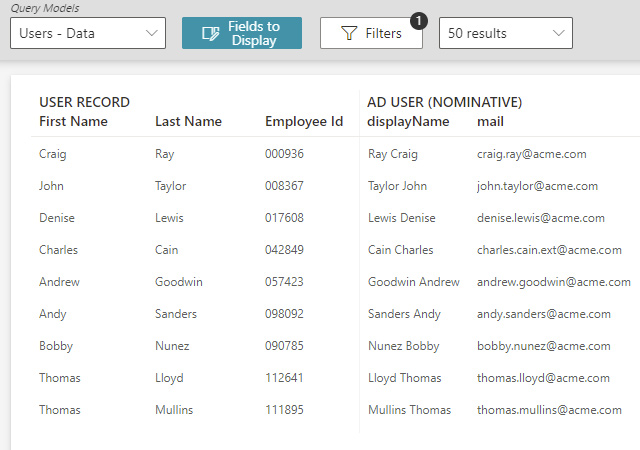 Query Models
Users - Data
Fields to
Display
Filters
1
50 results
USER RECORD AD USER (NOMINATIVE)
First Name Last Name Employee Id displayName mail
Craig Ray 000936 Ray Craig craig.ray@acme.com
John Taylor 008367 Taylor John john.taylor@acme.com
Denise Lewis 017608 Lewis Denise denise.lewis@acme.com
Charles Cain 042849 Cain Charles charles.cain.ext@acme.com
Andrew Goodwin 057423 Goodwin Andrew andrew.goodwin@acme.com
Andy Sanders 098092 Sanders Andy andy.sanders@acme.com
Bobby Nunez 090785 Nunez Bobby bobby.nunez@acme.com
Thomas Lloyd 112641 Lloyd Thomas thomas.lloyd@acme.com
Thomas Mullins 111895 Mullins Thomas thomas.mullins@acme.com